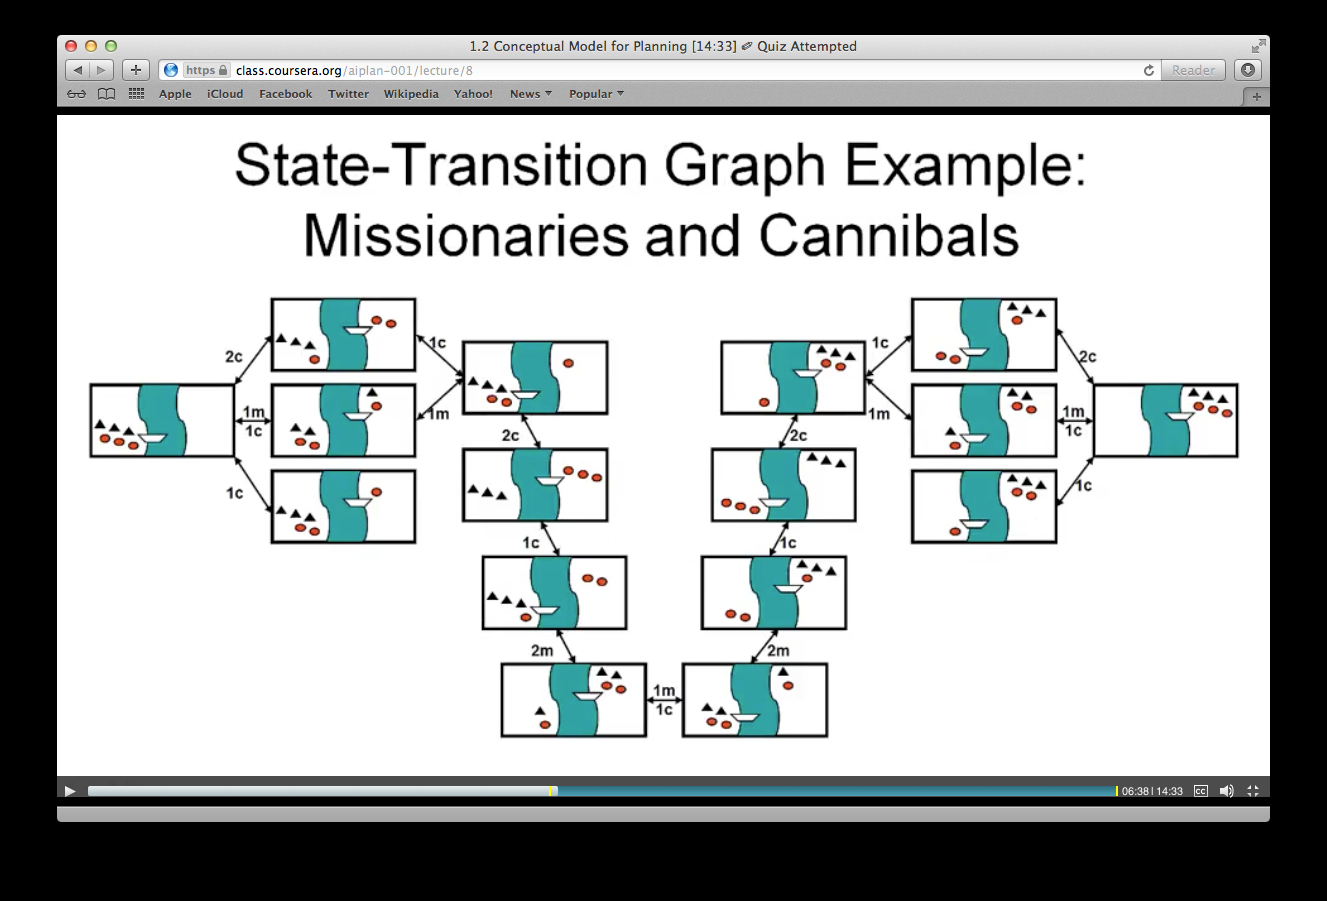 1.2 Conceptual Model for Planning [14:33] ✐ Quiz Attempted
https class.coursera.org/aiplan-001/lecture/8
Reader
Apple iCloud Facebook Twitter Wikipedia Yahoo! News ▼ Popular ▼
State-Transition Graph Example:
Missionaries and Cannibals
2c
1m
1c
1c
1c
1m
2c
1c
2m
1m
1c
2m
1c
2c
1c
1m
2c
1m
1c
1c
06:38 | 14:33 CC